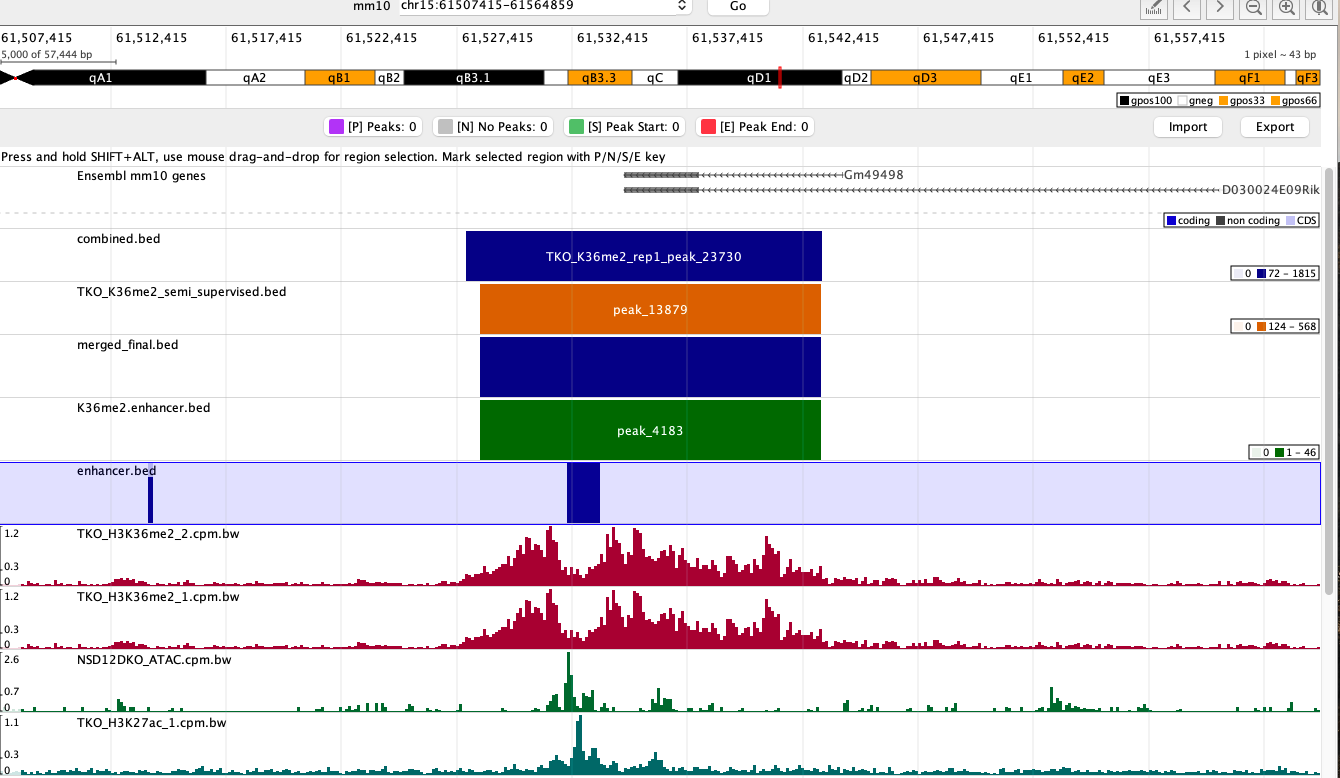 mm10 chr15:61507415-61564859 Go
61,507,415 61,512,415 61,517,415 61,522,415 61,527,415 61,532,415 61,537,415 61,542,415 61,547,415 61,552,415 61,557,415
5,000 of 57,444 bp 1 pixel ~ 43 bp
qA1 qA2 qB1 qB2 qB3.1 qB3.3 qC qD1 qD2 qD3 qE1 qE2 qE3 qF1 qF3
gpos100 gneg gpos33 gpos66
[P] Peaks: 0 [N] No Peaks: 0 [S] Peak Start: 0 [E] Peak End: 0 Import Export
Press and hold SHIFT+ALT, use mouse drag-and-drop for region selection. Mark selected region with P/N/S/E key
Ensembl mm10 genes Gm49498
D030024E09Rik
coding non coding CDS
combined.bed
TKO_K36me2_rep1_peak_23730
0 72 - 1815
TKO_K36me2_semi_supervised.bed
peak_13879
0 124 - 568
merged_final.bed
K36me2.enhancer.bed
peak_4183
0 1 - 46
enhancer.bed
1.2 TKO_H3K36me2_2.cpm.bw
0.3
0
1.2 TKO_H3K36me2_1.cpm.bw
0.3
0
2.6 NSD12DKO_ATAC.cpm.bw
0.7
0
1.1 TKO_H3K27ac_1.cpm.bw
0.3
0